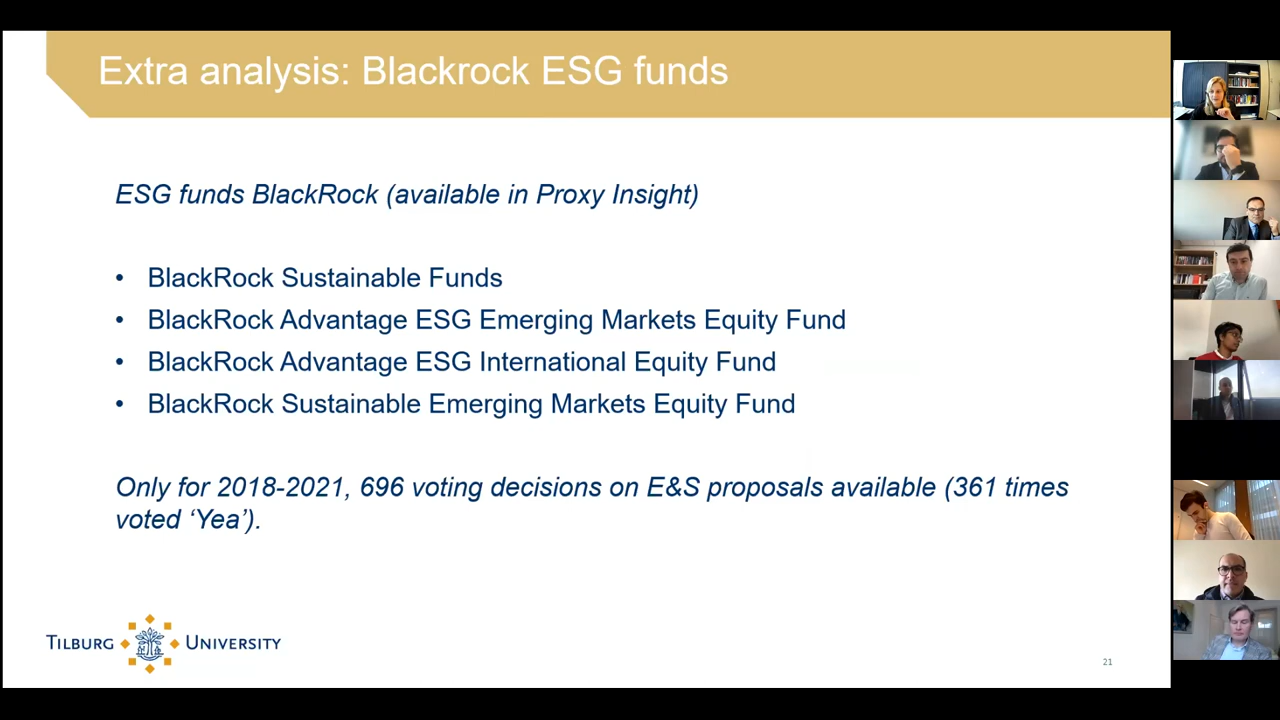 Extra analysis: Blackrock ESG funds
ESG funds BlackRock (available in Proxy Insight)
• BlackRock Sustainable Funds
• BlackRock Advantage ESG Emerging Markets Equity Fund
• BlackRock Advantage ESG International Equity Fund
• BlackRock Sustainable Emerging Markets Equity Fund
Only for 2018-2021, 696 voting decisions on E&S proposals available (361 times
voted ‘Yea’).
TILBURG UNIVERSITY
21